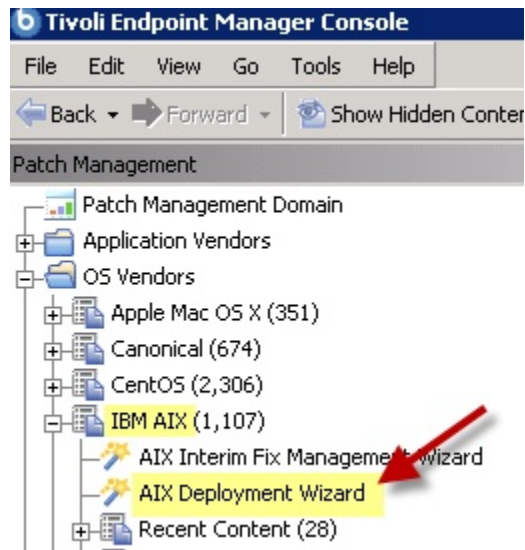 Tivoli Endpoint Manager Console
File Edit View Go Tools Help
Back Forward Show Hidden Conter
Patch Management
Patch Management Domain
Application Vendors
OS Vendors
Apple Mac OS X (351)
Canonical (674)
CentOS (2,306)
IBM AIX (1,107)
AIX Interim Fix Management Wizard
AIX Deployment Wizard
Recent Content (28)